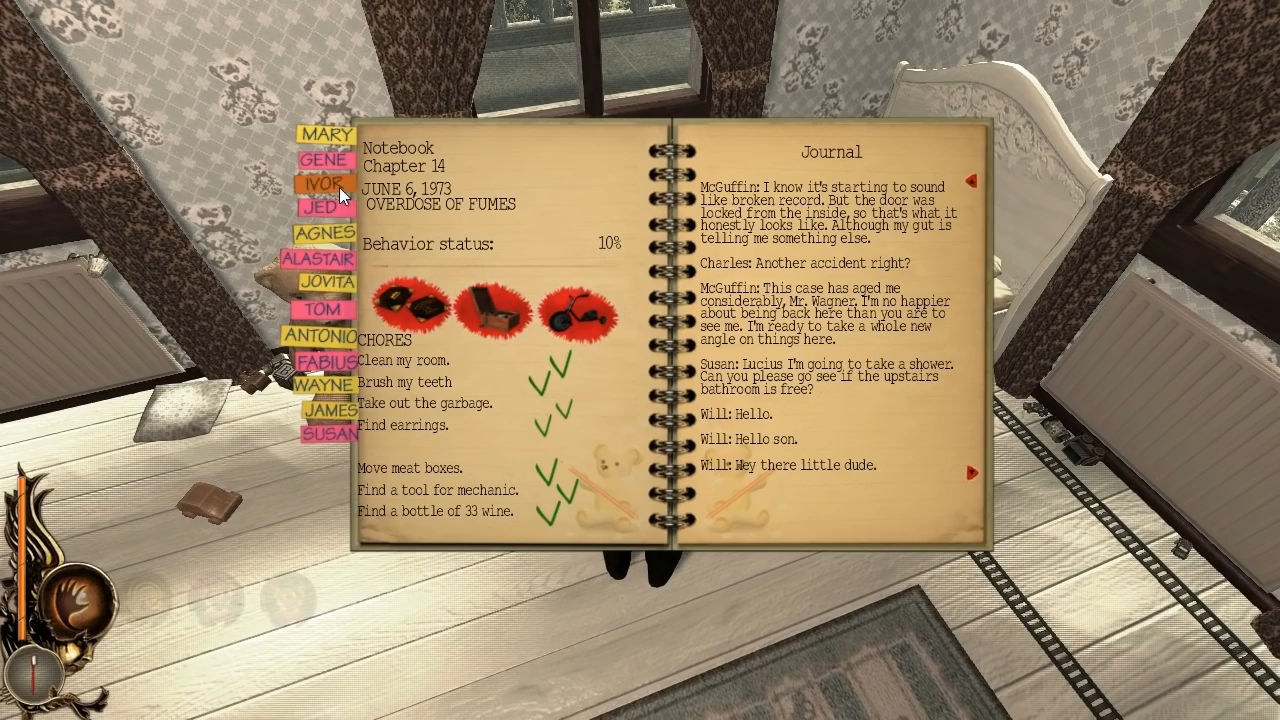 MARY
GENE
IVOR
JED
AGNES
ALASTAIR
JOVITA
TOM
ANTONIO
FABIUS
WAYNE
JAMES
SUSAN
Notebook
Chapter 14
JUNE 6, 1973
OVERDOSE OF FUMES
Behavior status: 10%
CHORES
Clean my room.
Brush my teeth
Take out the garbage.
Find earrings.
Move meat boxes.
Find a tool for mechanic.
Find a bottle of 33 wine.
Journal
McGuffin: I know it's starting to sound
like broken record. But the door was
locked from the inside, so that's what it
honestly looks like. Although my gut is
telling me something else.
Charles: Another accident right?
McGuffin: This case has aged me
considerably, Mr. Wagner. I'm no happier
about being back here than you are to
see me. I'm ready to take a whole new
angle on things here.
Susan: Lucius I'm going to take a shower.
Can you please go see if the upstairs
bathroom is free?
Will: Hello.
Will: Hello son.
Will: Hey there little dude.